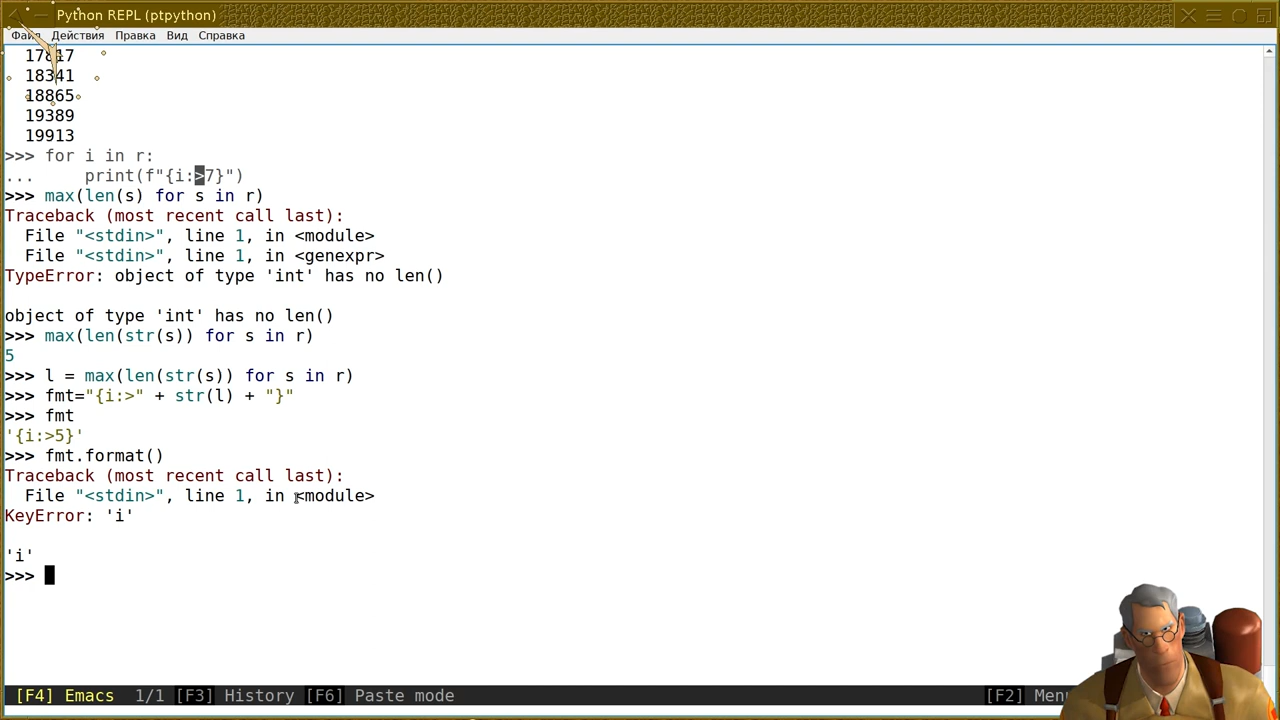 Python REPL (ptpython)
Файл Действия Правка Вид Справка
17817
18341
18865
19389
19913
>>> for i in r:
...     print(f"{i:>7}")
>>> max(len(s) for s in r)
Traceback (most recent call last):
  File "<stdin>", line 1, in <module>
  File "<stdin>", line 1, in <genexpr>
TypeError: object of type 'int' has no len()
object of type 'int' has no len()
>>> max(len(str(s)) for s in r)
5
>>> l = max(len(str(s)) for s in r)
>>> fmt="{i:>" + str(l) + "}"
>>> fmt
'{i:>5}'
>>> fmt.format()
Traceback (most recent call last):
  File "<stdin>", line 1, in <module>
KeyError: 'i'
'i'
>>>
[F4] Emacs 1/1 [F3] History [F6] Paste mode [F2]